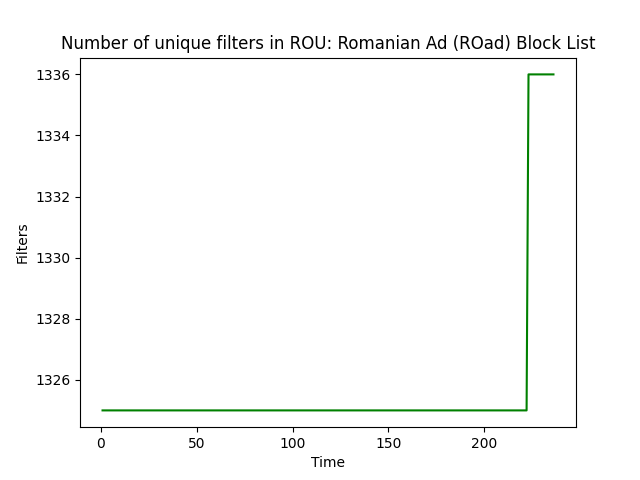 Number of unique filters in ROU: Romanian Ad (ROad) Block List
1336
1334
1332
1330
1328
1326
Filters
0 50 100 150 200
Time